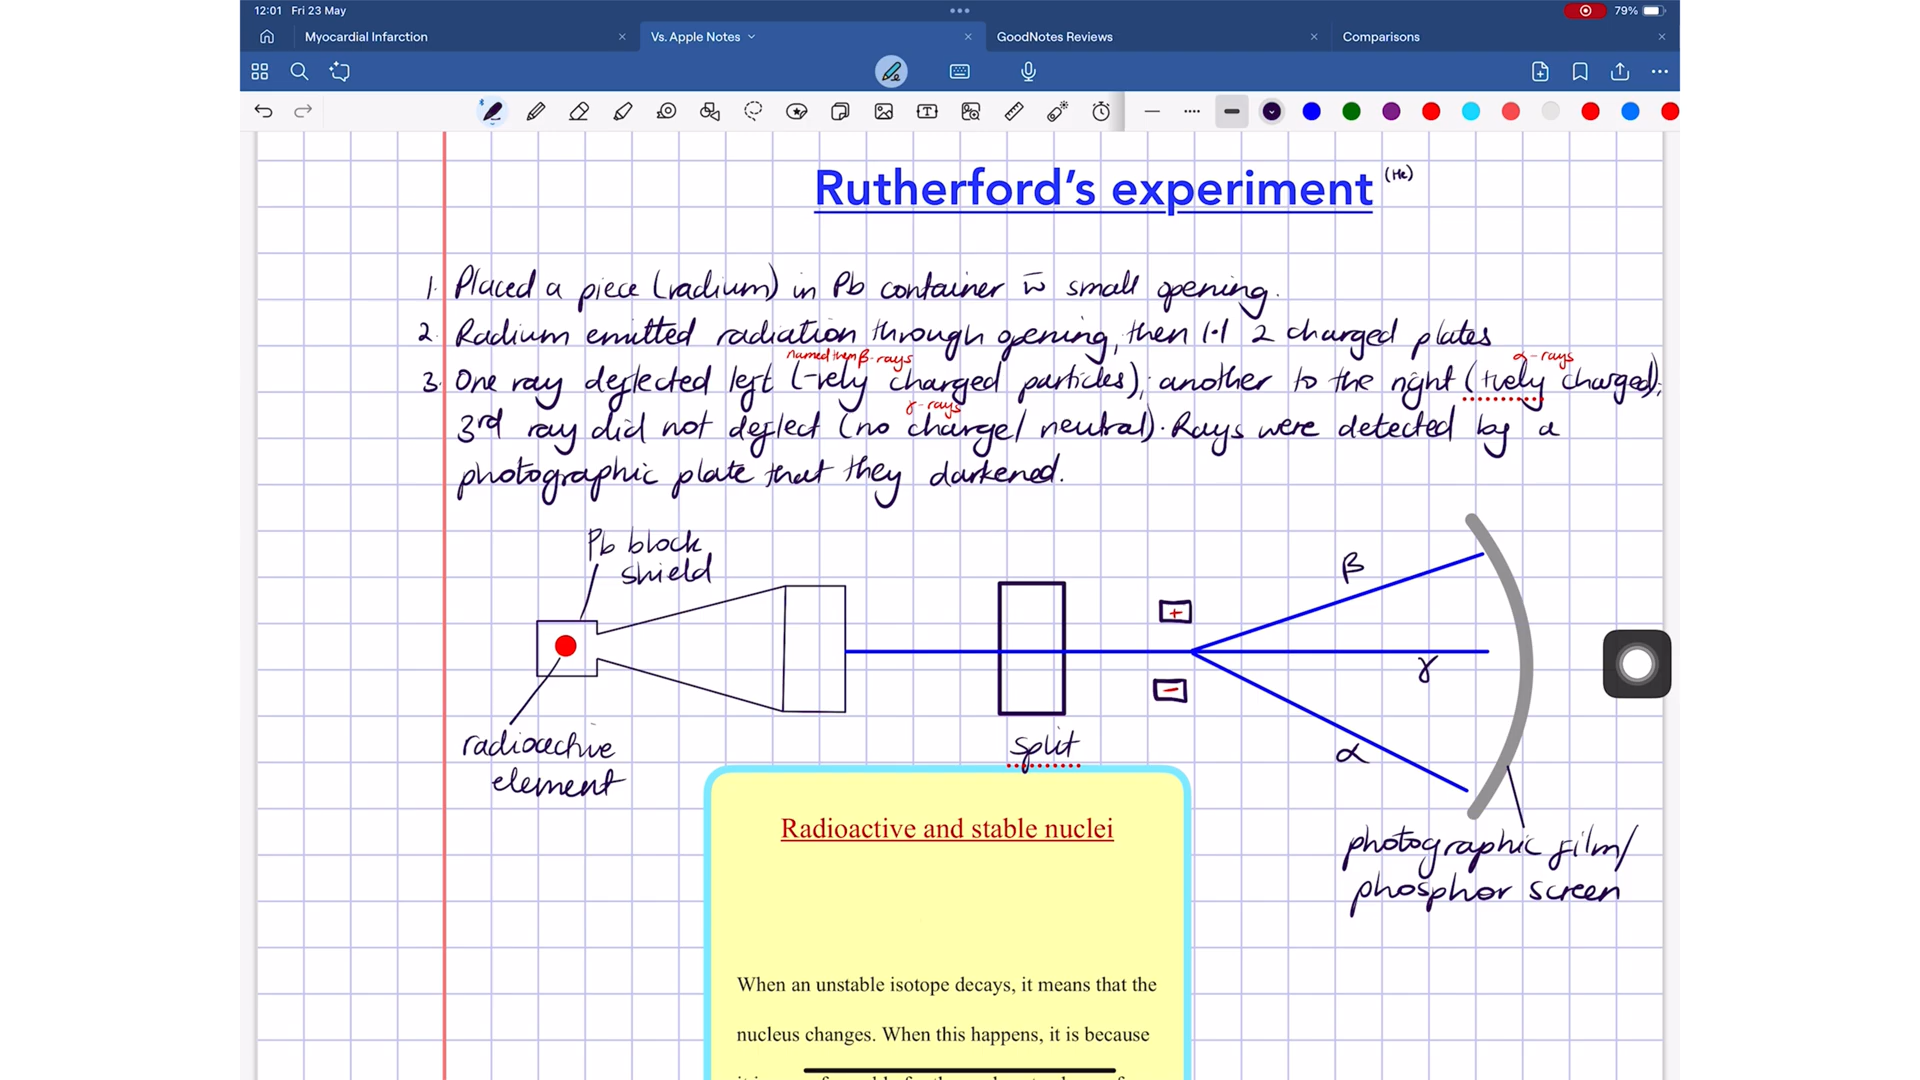 12:01 Fri 23 May
79%
Myocardial Infarction
Vs. Apple Notes
GoodNotes Reviews
Comparisons
Rutherford's experiment (He)
1. Placed a piece (radium) in Pb container w̄ small opening.
2. Radium emitted radiation through opening, then 1·1 2 charged plates
named them β-rays
α-rays
3. One ray deflected left (-vely charged particles); another to the right (+vely charged);
γ-rays
3rd ray did not deflect (no charge/ neutral). Rays were detected by a
photographic plate that they darkened.
Pb block
shield
β
+
γ
-
radioactive
element
split
α
photographic film/
phosphor screen
Radioactive and stable nuclei
When an unstable isotope decays, it means that the
nucleus changes. When this happens, it is because